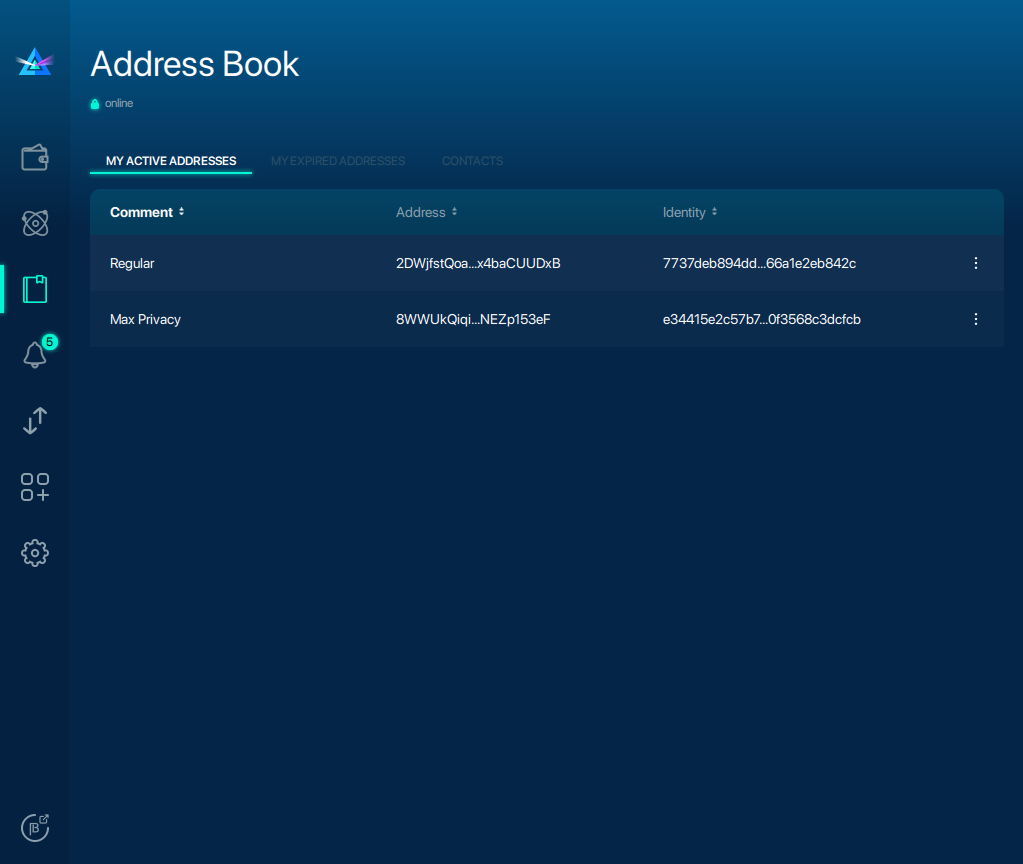 Address Book
online
MY ACTIVE ADDRESSES MY EXPIRED ADDRESSES CONTACTS
Comment Address Identity
Regular 2DWjfstQoa...x4baCUUDxB 7737deb894dd...66a1e2eb842c
Max Privacy 8WWUkQiqi...NEZp153eF e34415e2c57b7...0f3568c3dcfcb
5
B